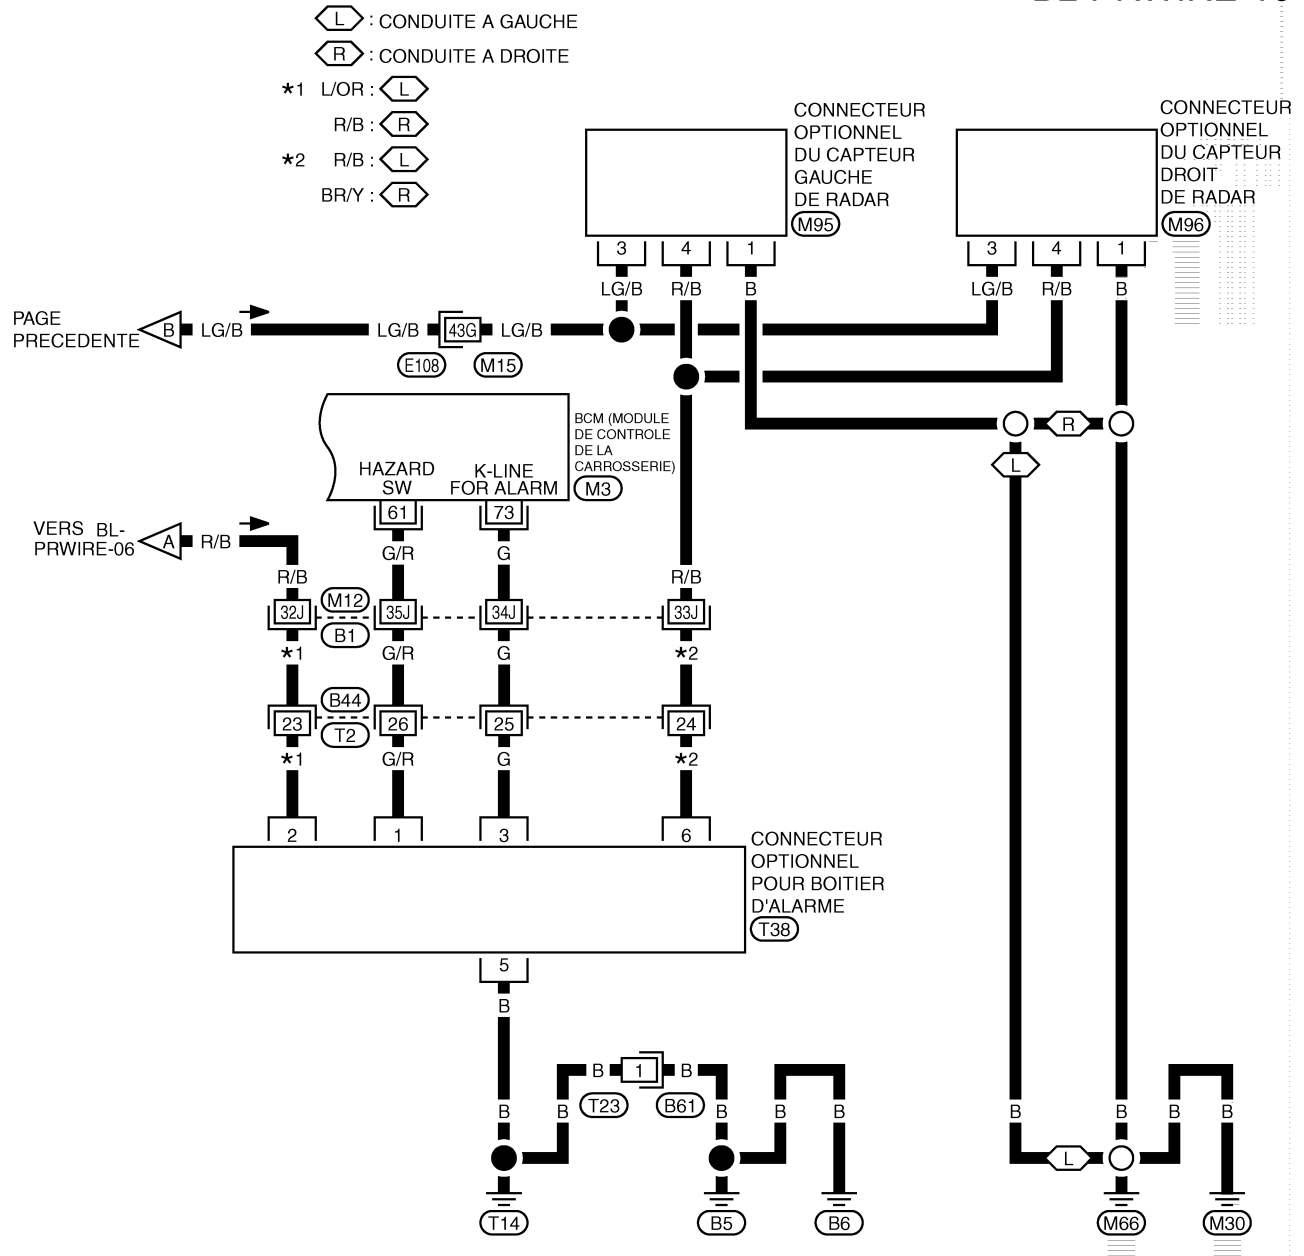 L : CONDUITE A GAUCHE
R : CONDUITE A DROITE
*1 L/OR : L
R/B : R
*2 R/B : L
BR/Y : R
CONNECTEUR
OPTIONNEL
DU CAPTEUR
GAUCHE
DE RADAR
M95
CONNECTEUR
OPTIONNEL
DU CAPTEUR
DROIT
DE RADAR
M96
3 4 1
3 4 1
LG/B R/B B
LG/B R/B B
PAGE
PRECEDENTE
B LG/B LG/B 43G LG/B
E108 M15
R
L
BCM (MODULE
DE CONTROLE
DE LA
CARROSSERIE)
M3
HAZARD
SW
K-LINE
FOR ALARM
61 73
VERS BL-
PRWIRE-06
A R/B
G/R G
R/B R/B
M12
32J 35J 34J 33J
B1
*1 G/R G *2
B44
23 26 25 24
T2
*1 G/R G *2
2 1 3 6
CONNECTEUR
OPTIONNEL
POUR BOITIER
D'ALARME
T38
5
B
B 1 B
T23 B61
B B B B B B B B
L
T14 B5 B6 M66 M30